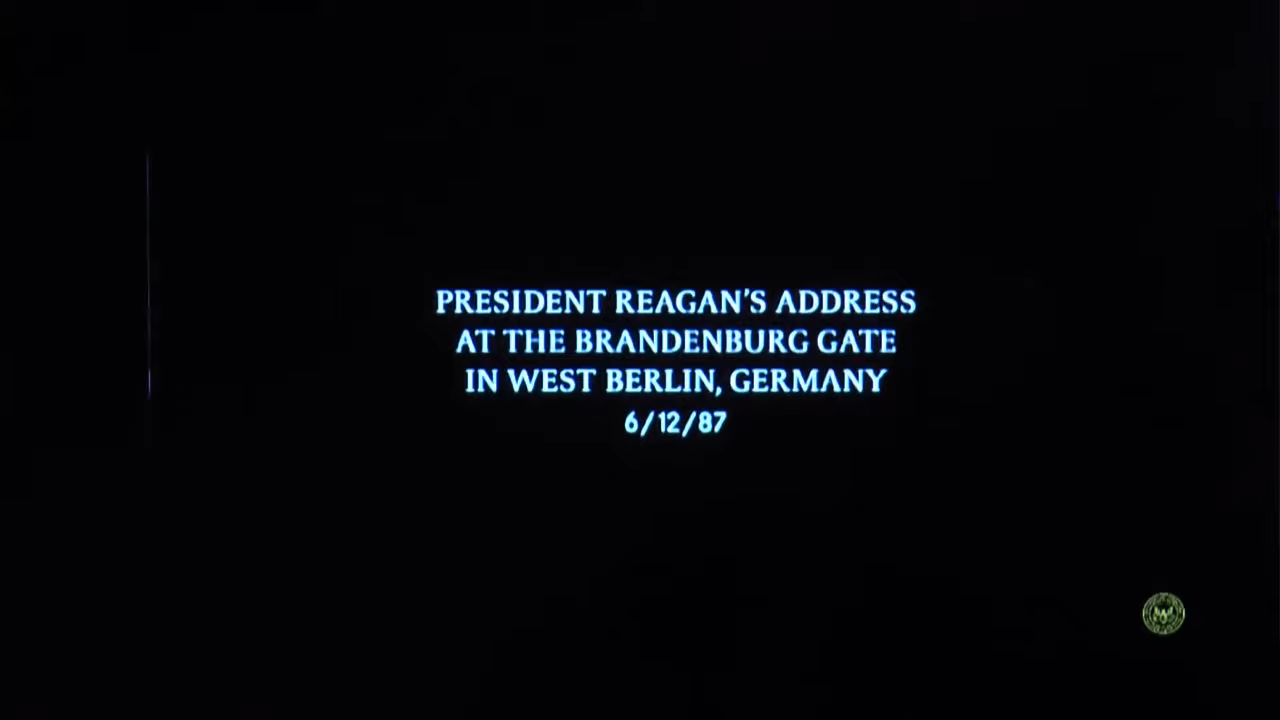 PRESIDENT REAGAN'S ADDRESS
AT THE BRANDENBURG GATE
IN WEST BERLIN, GERMANY
6/12/87